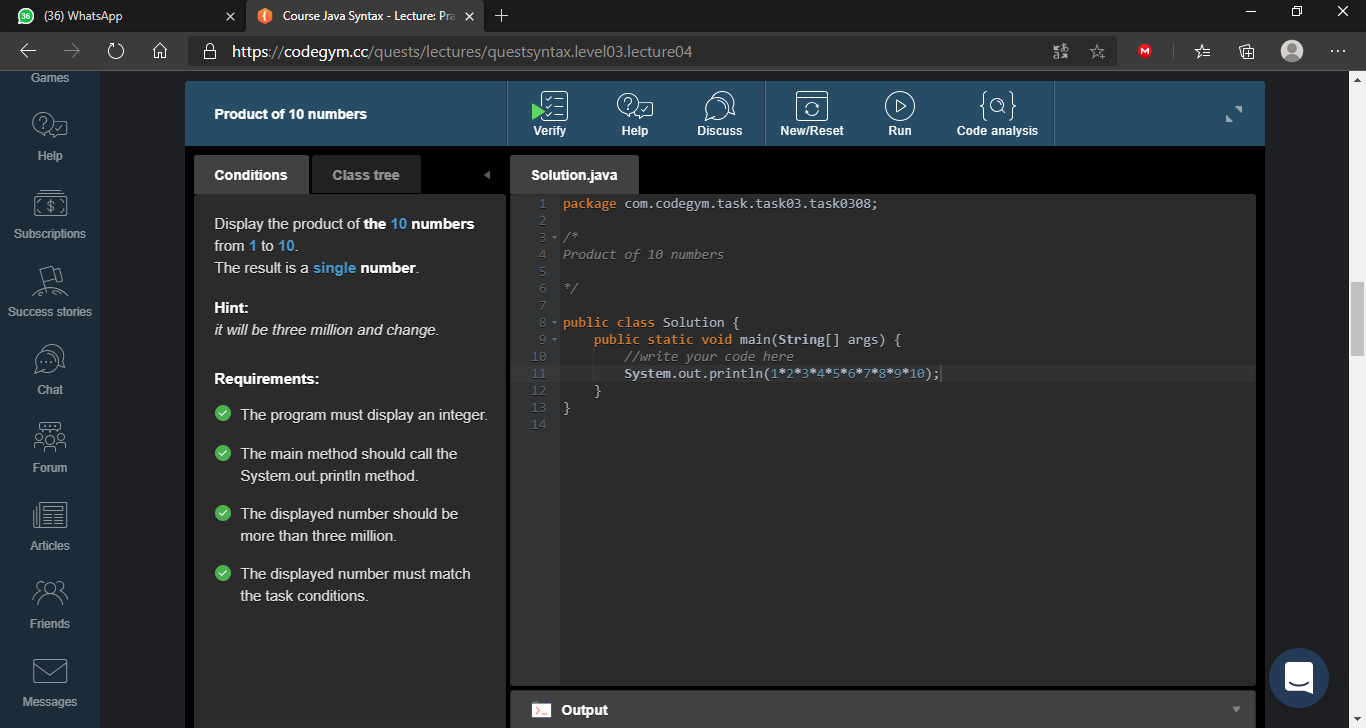 36
(36) WhatsApp
Course Java Syntax - Lecture: Pra
https://codegym.cc/quests/lectures/questsyntax.level03.lecture04
M
Games
Help
Subscriptions
Success stories
Chat
Forum
Articles
Friends
Messages
Product of 10 numbers
Verify
Help
Discuss
New/Reset
Run
Code analysis
Conditions
Class tree
Display the product of the 10 numbers
from 1 to 10.
The result is a single number.
Hint:
it will be three million and change.
Requirements:
The program must display an integer.
The main method should call the
System.out.println method.
The displayed number should be
more than three million.
The displayed number must match
the task conditions.
Solution.java
1 package com.codegym.task.task03.task0308;
2
3 /*
4 Product of 10 numbers
5
6 */
7
8 public class Solution {
9 public static void main(String[] args) {
10 //write your code here
11 System.out.println(1*2*3*4*5*6*7*8*9*10);
12 }
13 }
14
Output